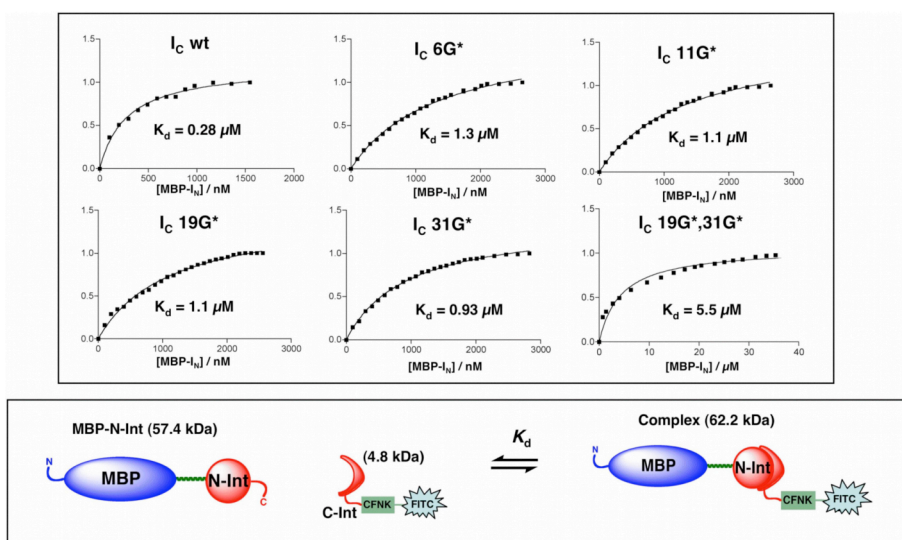 I_C wt
1.5
1.0
0.5
0.0
K_d = 0.28 µM
0 500 1000 1500 2000
[MBP-I_N] / nM
I_C 6G*
1.5
1.0
0.5
0.0
K_d = 1.3 µM
0 1000 2000 3000
[MBP-I_N] / nM
I_C 11G*
1.5
1.0
0.5
0.0
K_d = 1.1 µM
0 1000 2000 3000
[MBP-I_N] / nM
I_C 19G*
1.5
1.0
0.5
0.0
K_d = 1.1 µM
0 1000 2000 3000
[MBP-I_N] / nM
I_C 31G*
1.5
1.0
0.5
0.0
K_d = 0.93 µM
0 1000 2000 3000
[MBP-I_N] / nM
I_C 19G*,31G*
1.5
1.0
0.5
0.0
K_d = 5.5 µM
0 10 20 30 40
[MBP-I_N] / µM
MBP-N-Int (57.4 kDa)
N
MBP
N-Int
C
(4.8 kDa)
C-Int
CFNK
FITC
K_d
Complex (62.2 kDa)
N
MBP
N-Int
CFNK
FITC